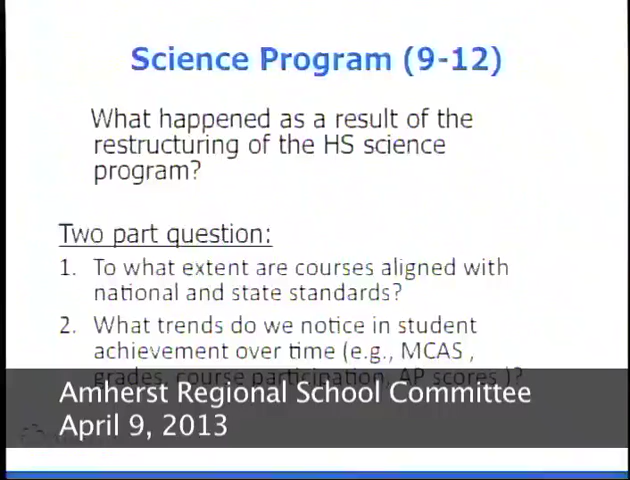 Science Program (9-12)
What happened as a result of the
restructuring of the HS science
program?
Two part question:
1. To what extent are courses aligned with
national and state standards?
2. What trends do we notice in student
achievement over time (e.g., MCAS ,
grades, course participation, AP scores )?
Amherst Regional School Committee
April 9, 2013